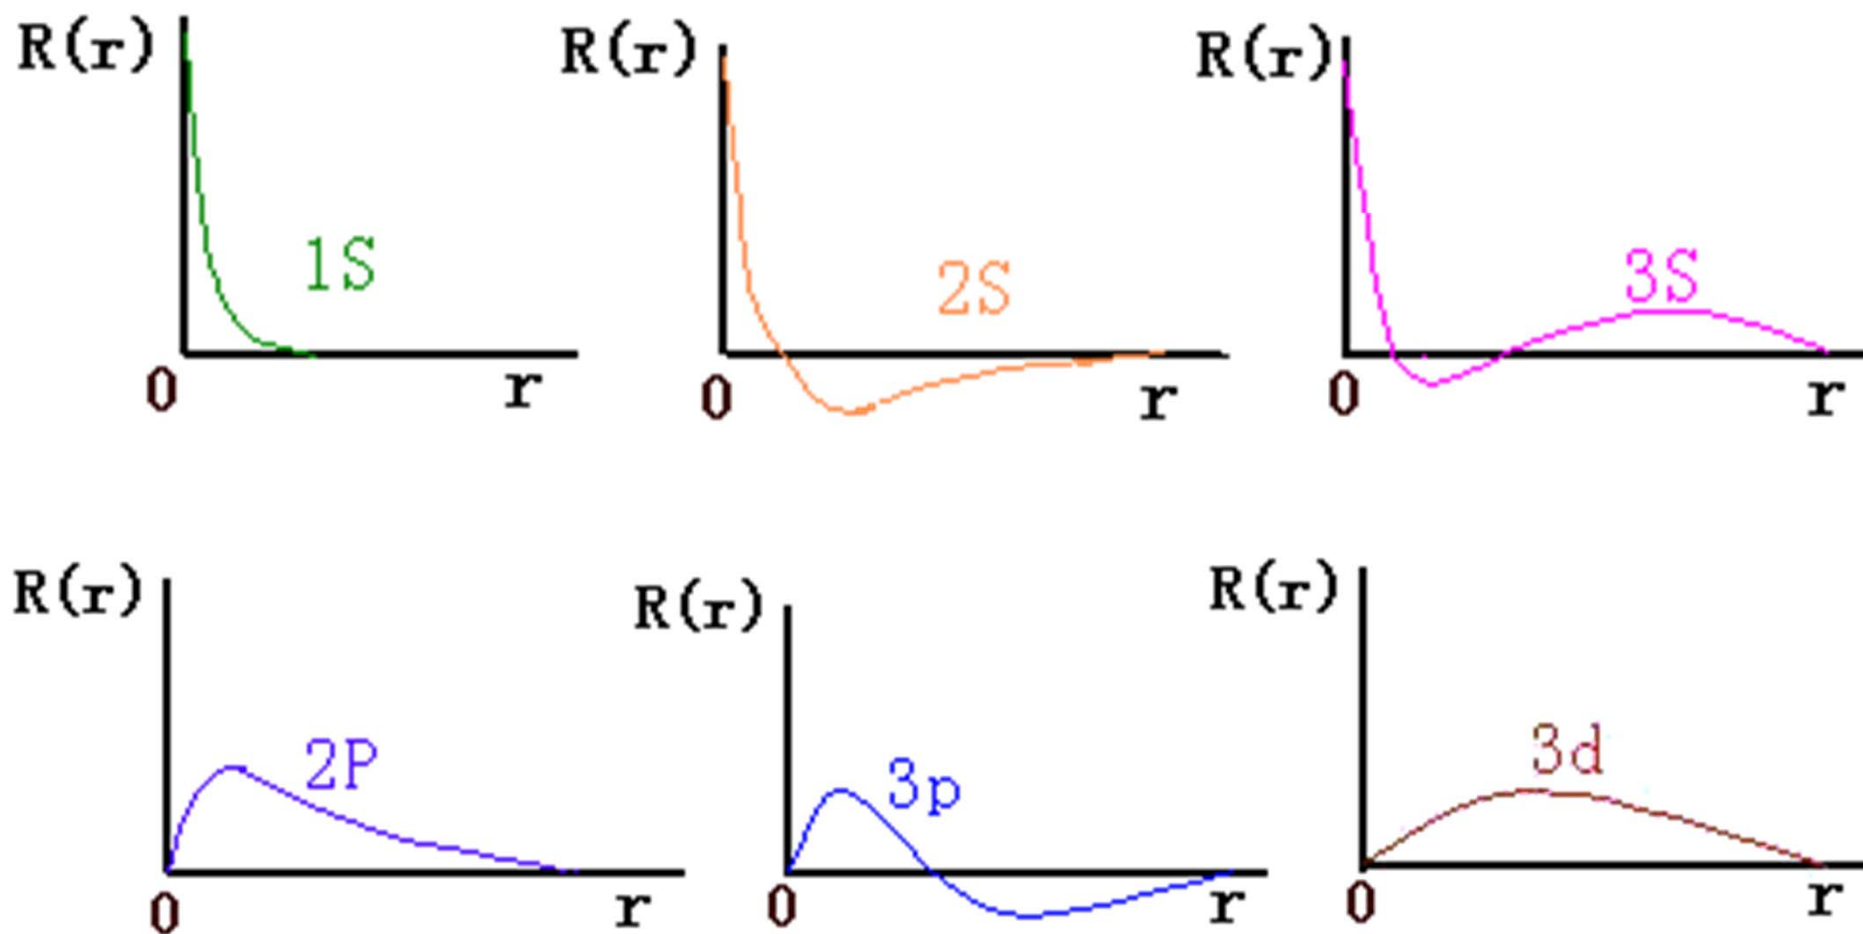 R(r) R(r) R(r)
1S 2S 3S
0 r 0 r 0 r
R(r) R(r) R(r)
2P 3p 3d
0 r 0 r 0 r